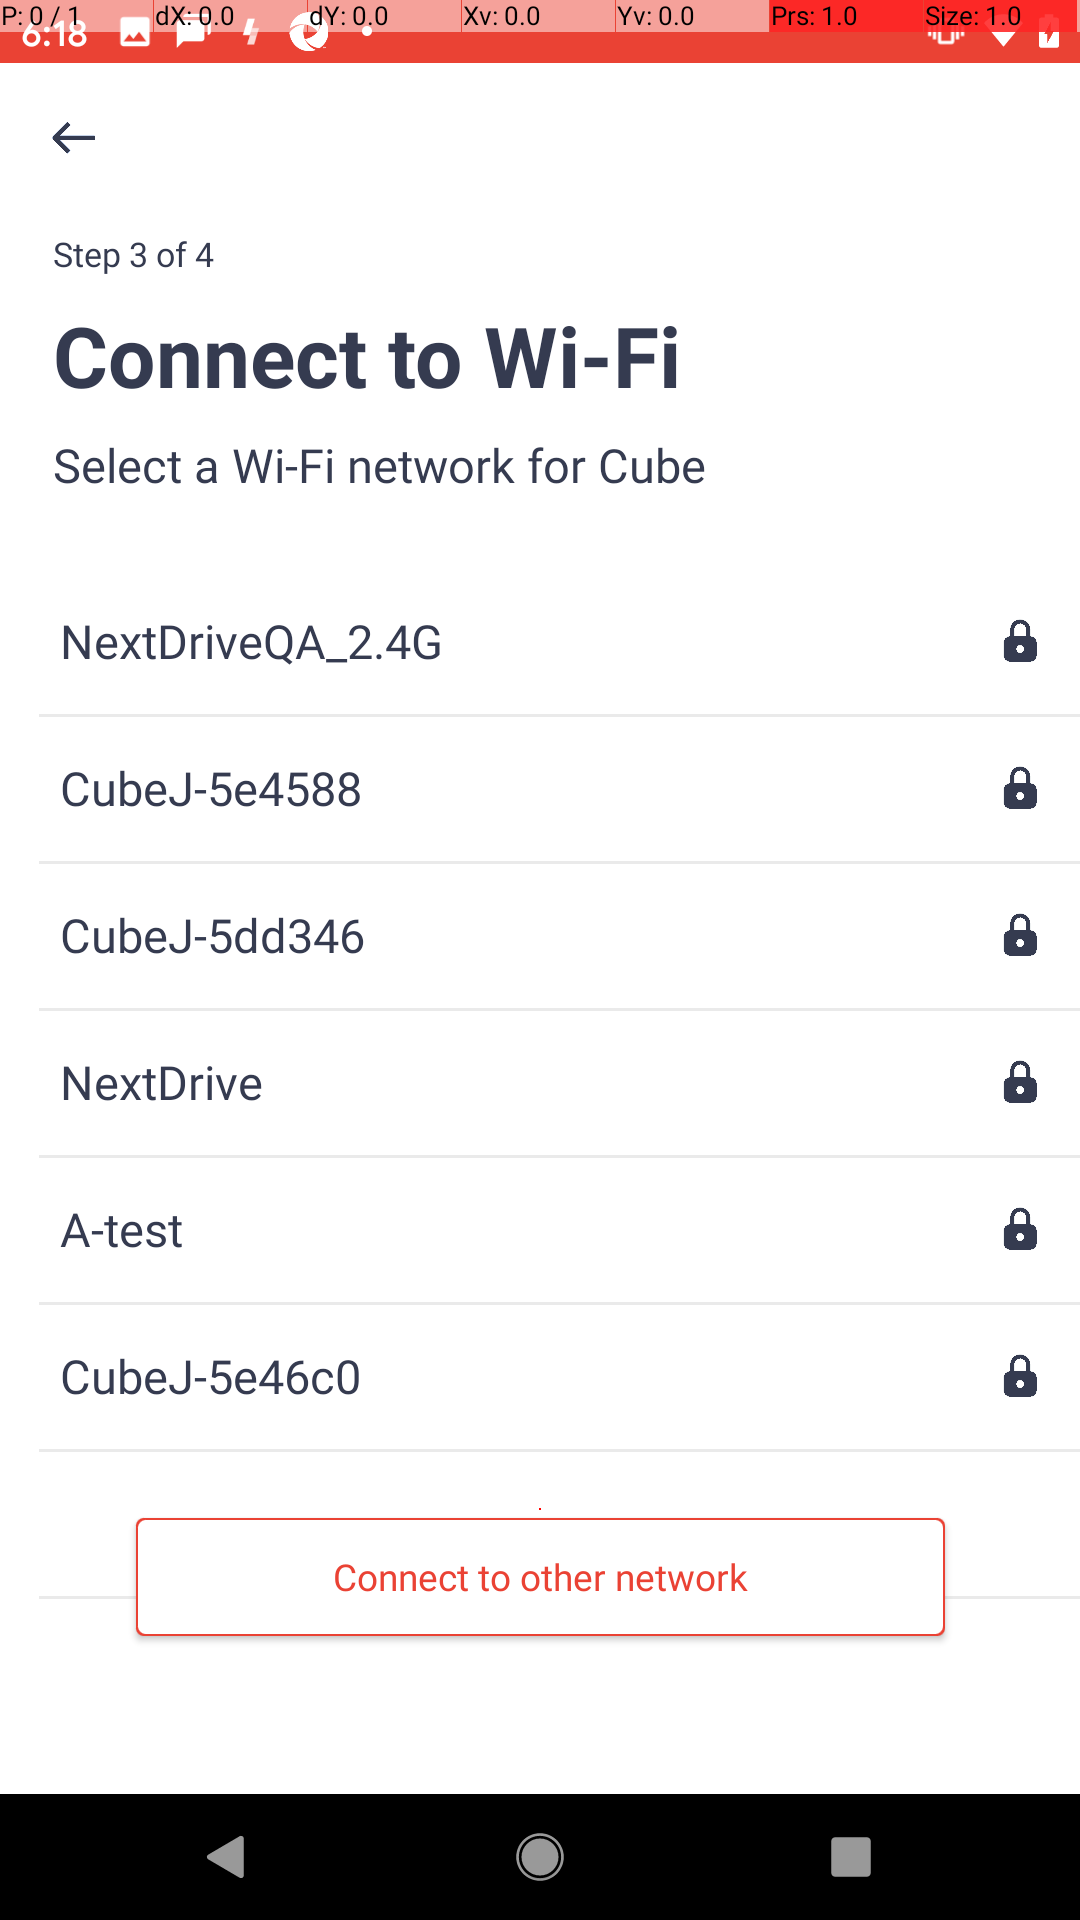 P: 0 / 1 dX: 0.0 dY: 0.0 Xv: 0.0 Yv: 0.0 Prs: 1.0 Size: 1.0
6:18
Step 3 of 4
Connect to Wi-Fi
Select a Wi-Fi network for Cube
NextDriveQA_2.4G
CubeJ-5e4588
CubeJ-5dd346
NextDrive
A-test
CubeJ-5e46c0
Connect to other network